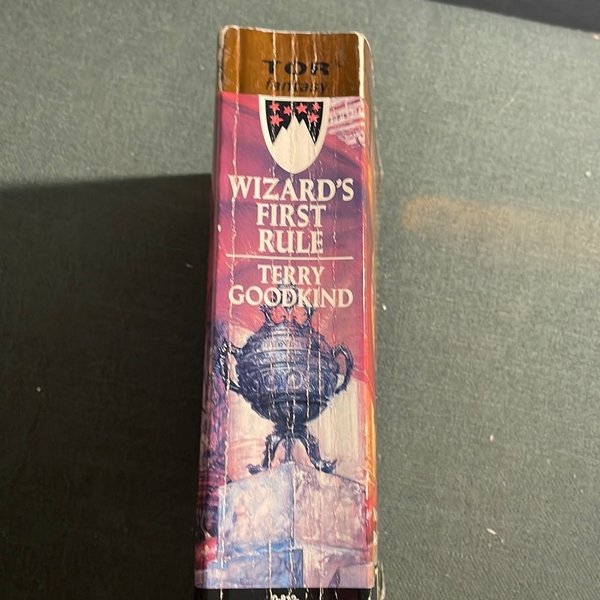 TOR
fantasy
WIZARD'S
FIRST
RULE
TERRY
GOODKIND